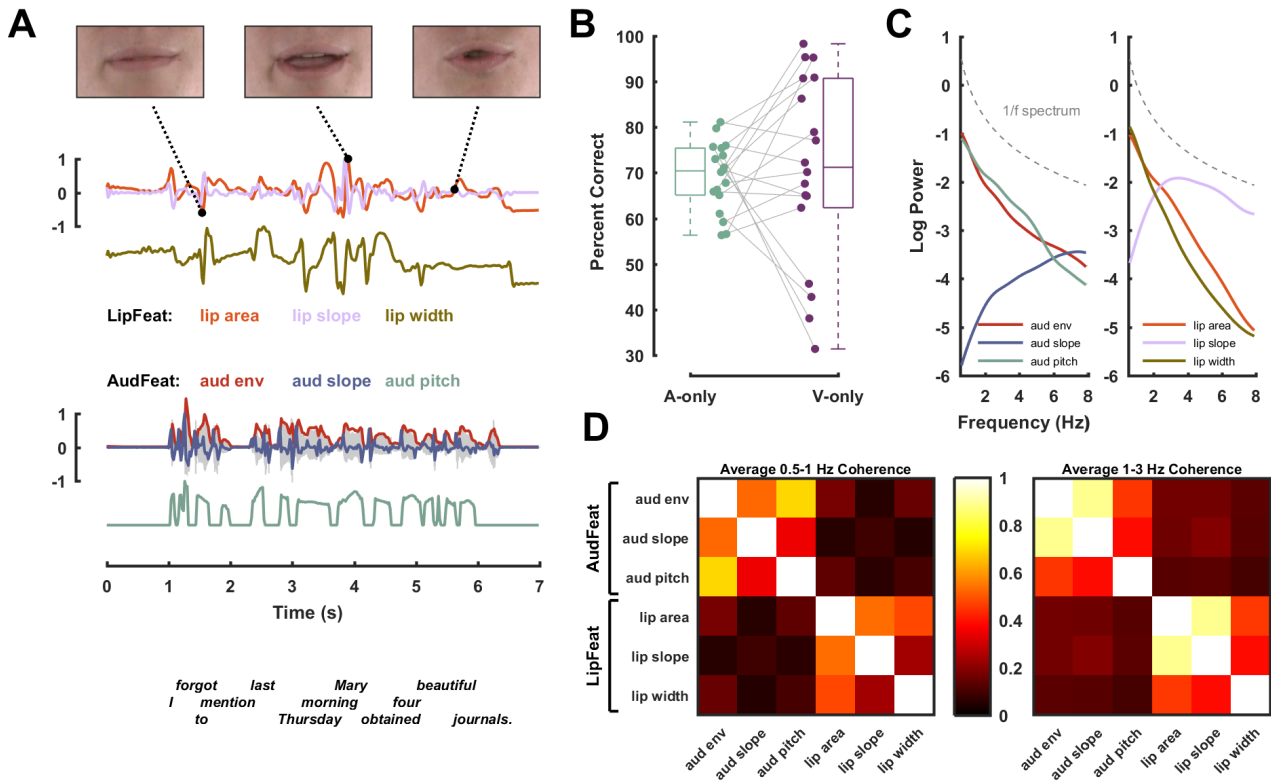 A
1
0
-1
LipFeat: lip area lip slope lip width
AudFeat: aud env aud slope aud pitch
1
0
-1
0 1 2 3 4 5 6 7
Time (s)
forgot last Mary beautiful
I mention morning four
to Thursday obtained journals.
B
Percent Correct
100
90
80
70
60
50
40
30
A-only V-only
C
Log Power
1
0
-1
-2
-3
-4
-5
-6
1/f spectrum
aud env
aud slope
aud pitch
2 4 6 8
1
0
-1
-2
-3
-4
-5
-6
lip area
lip slope
lip width
2 4 6 8
Frequency (Hz)
D
Average 0.5-1 Hz Coherence
AudFeat
LipFeat
aud env
aud slope
aud pitch
lip area
lip slope
lip width
aud env aud slope aud pitch lip area lip slope lip width
1
0.8
0.6
0.4
0.2
0
Average 1-3 Hz Coherence
aud env aud slope aud pitch lip area lip slope lip width